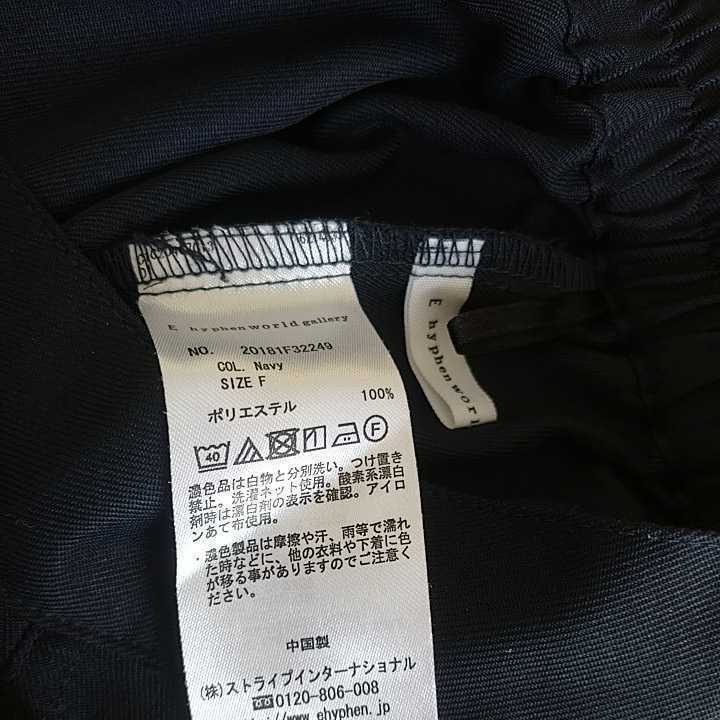 E hyphen world gallery
NO. 20181F32249
COL. Navy
SIZE F
ポリエステル 100%
40
F
濃色品は白物と分別洗い。つけ置き
禁止。洗濯ネット使用。酸素系漂白
剤時は漂白剤の表示を確認。アイロ
ンあて布使用。
・濃色製品は摩擦や汗、雨等で濡れ
た時などに、他の衣料や下着に色
が移る事がありますのでご注意く
ださい。
中国製
(株)ストライプインターナショナル
0120-806-008
http://www.ehyphen.jp
E hyphen worl